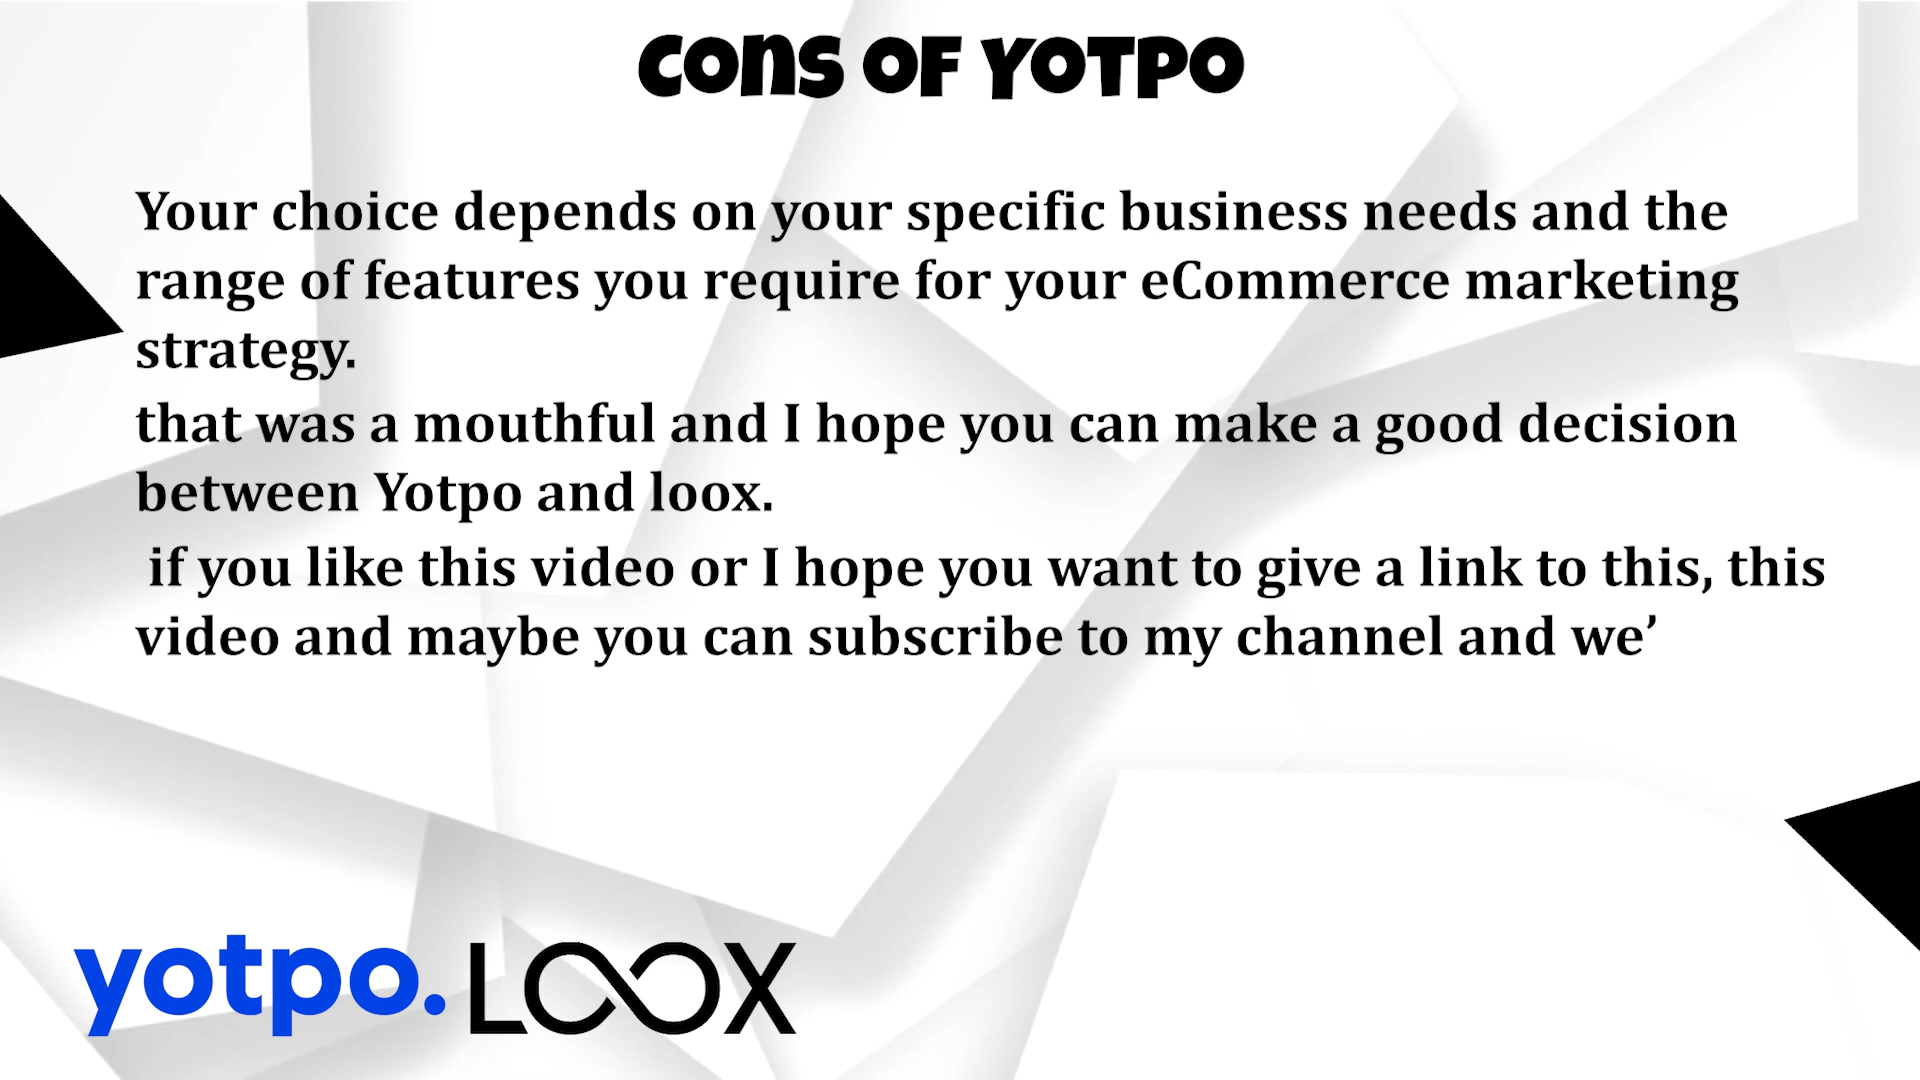 Cons OF YOTPO
Your choice depends on your specific business needs and the
range of features you require for your eCommerce marketing
strategy.
that was a mouthful and I hope you can make a good decision
between Yotpo and loox.
if you like this video or I hope you want to give a link to this, this
video and maybe you can subscribe to my channel and we’
yotpo. LOOX